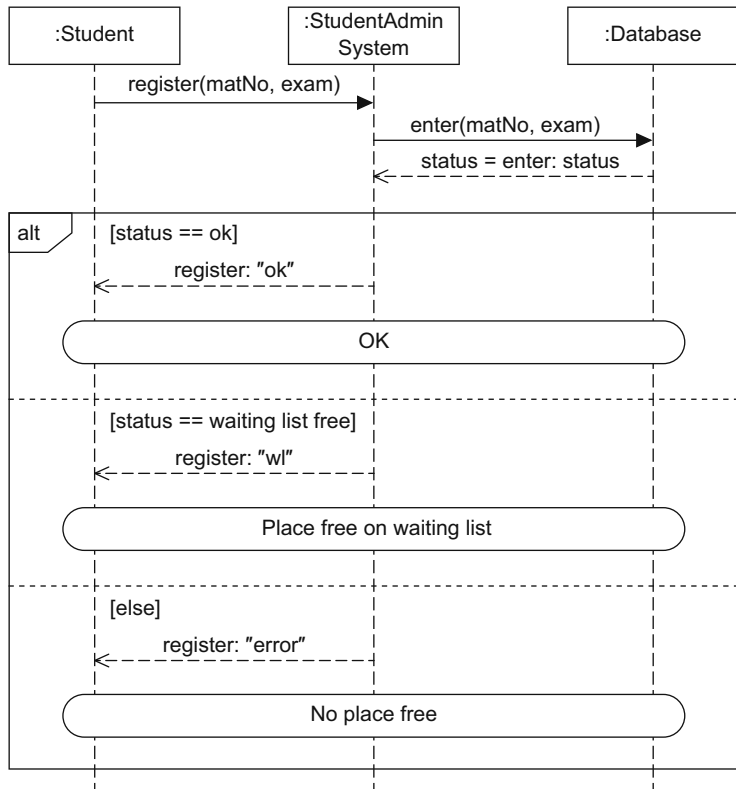 :Student
:StudentAdmin
System
:Database
register(matNo, exam)
enter(matNo, exam)
status = enter: status
alt
[status == ok]
register: "ok"
OK
[status == waiting list free]
register: "wl"
Place free on waiting list
[else]
register: "error"
No place free